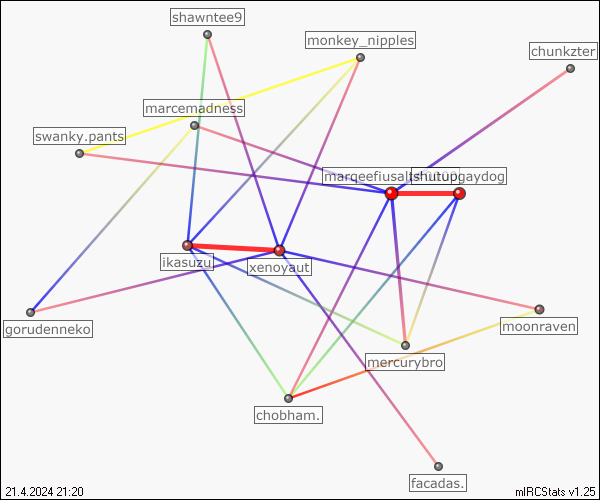 shawntee9
monkey_nipples
chunkzter
marcemadness
swanky.pants
shutupgaydog
ikasuzu
xenoyaut
gorudenneko
moonraven
mercurybro
chobham.
facadas.
21.4.2024 21:20
mIRCStats v1.25